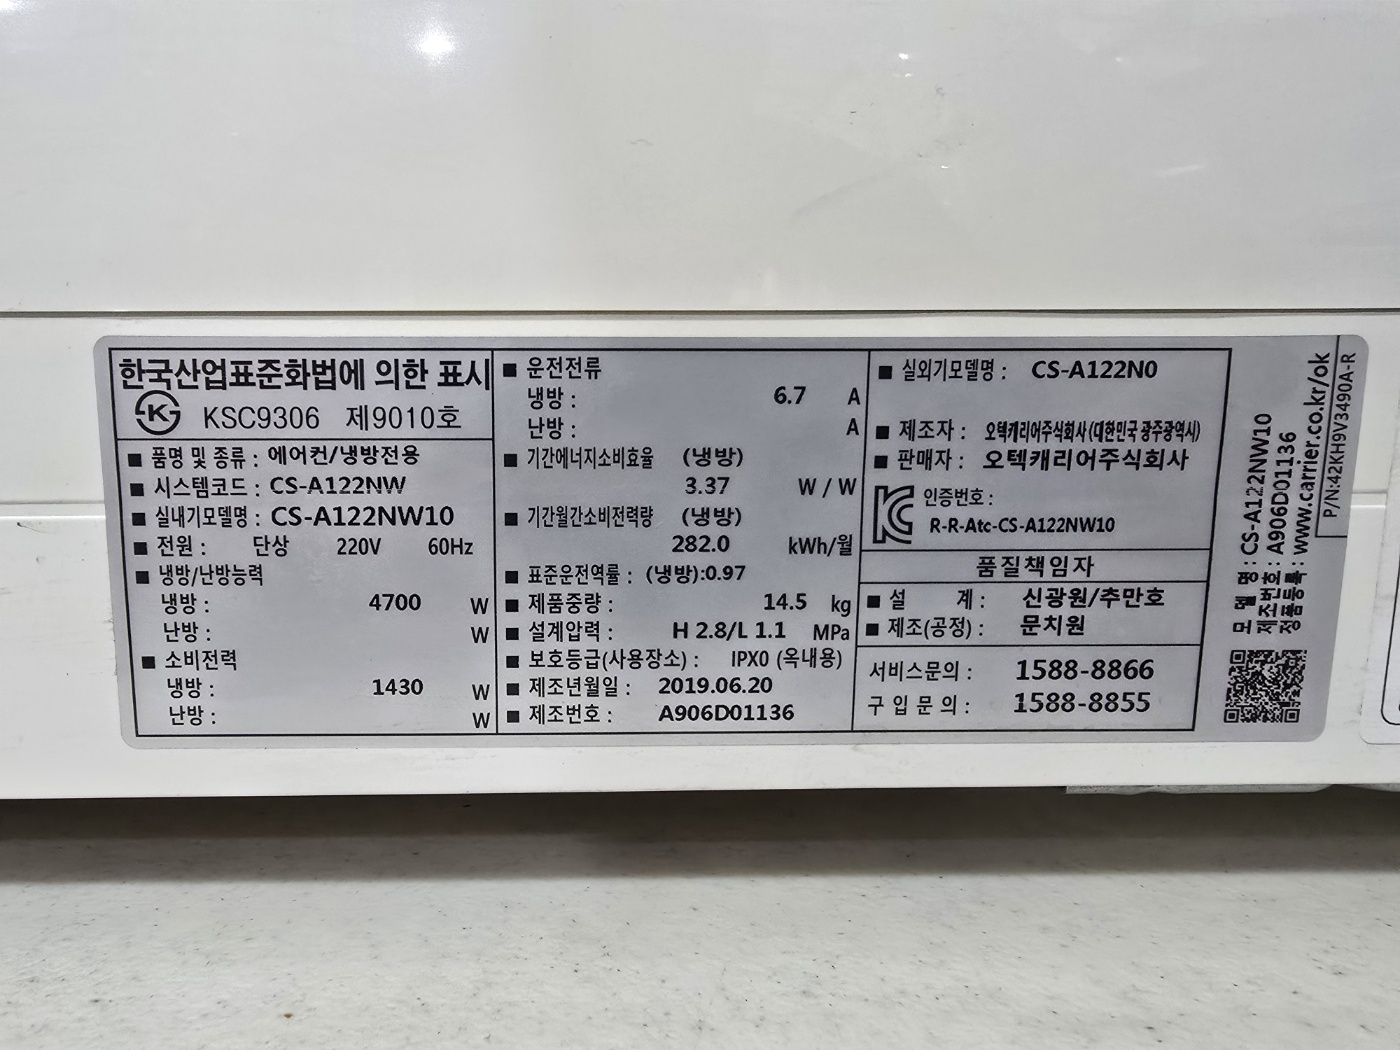 한국산업표준화법에 의한 표시
KSC9306 제9010호
■ 품명 및 종류 : 에어컨/냉방전용
■ 시스템코드 : CS-A122NW
■ 실내기모델명 : CS-A122NW10
■ 전원 : 단상 220V 60Hz
■ 냉방/난방능력
냉방 : 4700 W
난방 : W
■ 소비전력
냉방 : 1430 W
난방 : W
■ 운전전류
냉방 : 6.7 A
난방 : A
■ 기간에너지소비효율 (냉방)
3.37 W / W
■ 기간월간소비전력량 (냉방)
282.0 kWh/월
■ 표준운전역률 : (냉방):0.97
■ 제품중량 : 14.5 kg
■ 설계압력 : H 2.8/L 1.1 MPa
■ 보호등급(사용장소) : IPX0 (옥내용)
■ 제조년월일 : 2019.06.20
■ 제조번호 : A906D01136
■ 실외기모델명 : CS-A122N0
■ 제조자 : 오텍캐리어주식회사(대한민국 광주광역시)
■ 판매자 : 오텍캐리어주식회사
인증번호 :
R-R-Atc-CS-A122NW10
품질책임자
■ 설 계 : 신광원/추만호
■ 제조(공정) : 문치원
서비스문의 : 1588-8866
구입문의 : 1588-8855
모델명 : CS-A122NW10
제조번호 : A906D01136
정품등록 : www.carrier.co.kr/ok
P/N:42KH9V3490A-R